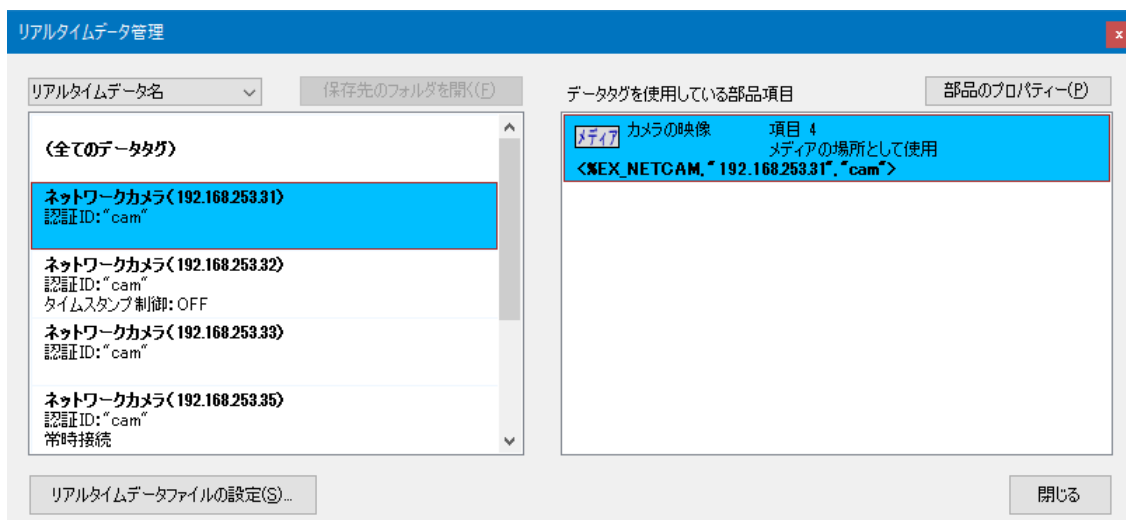 リアルタイムデータ管理
x
リアルタイムデータ名
保存先のフォルダを開く(F)
(全てのデータタグ)
ネットワークカメラ(192.168.253.31)
認証ID:"cam"
ネットワークカメラ(192.168.253.32)
認証ID:"cam"
タイムスタンプ制御:OFF
ネットワークカメラ(192.168.253.33)
認証ID:"cam"
ネットワークカメラ(192.168.253.35)
認証ID:"cam"
常時接続
リアルタイムデータファイルの設定(S)...
データタグを使用している部品項目
部品のプロパティー(P)
メディア カメラの映像 項目 4
メディアの場所として使用
<%EX_NETCAM,"192.168.253.31","cam">
閉じる